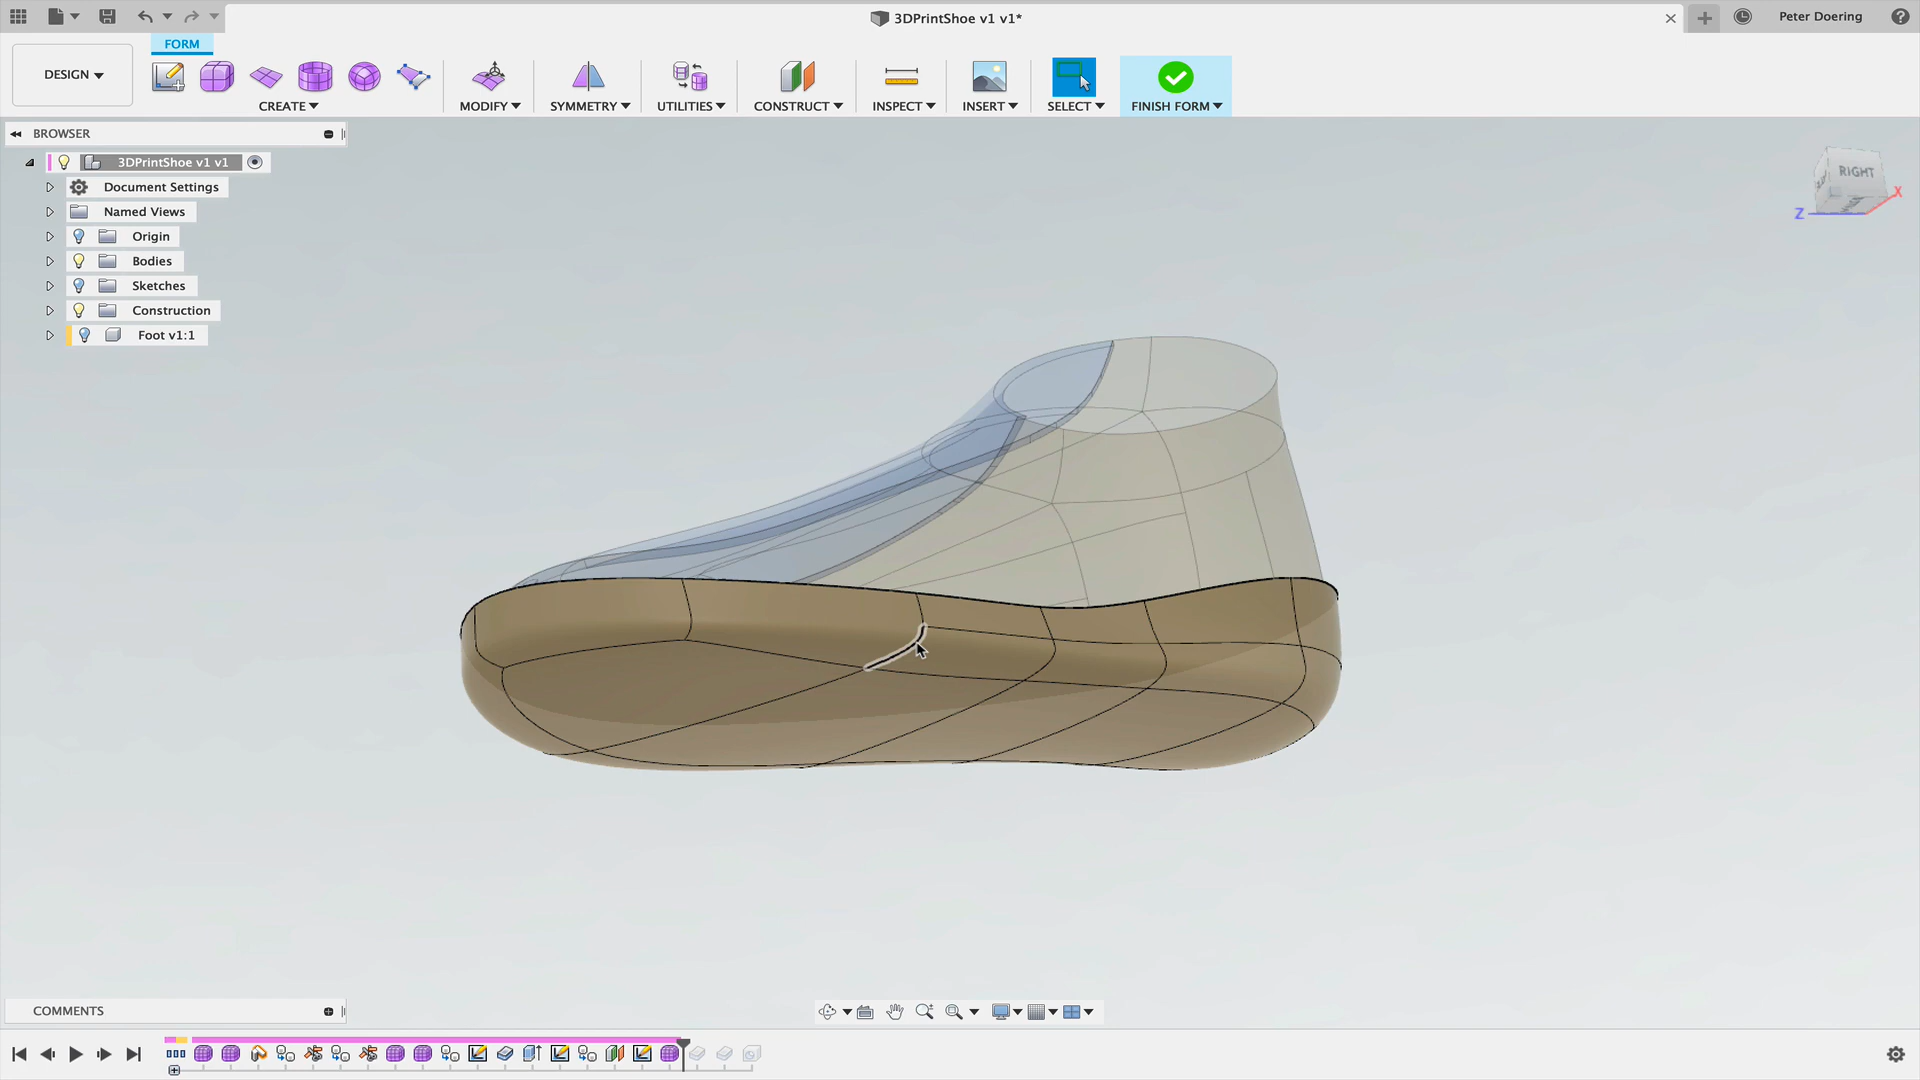 3DPrintShoe v1 v1*
Peter Doering
FORM
DESIGN
CREATE
MODIFY
SYMMETRY
UTILITIES
CONSTRUCT
INSPECT
INSERT
SELECT
FINISH FORM
BROWSER
3DPrintShoe v1 v1
Document Settings
Named Views
Origin
Bodies
Sketches
Construction
Foot v1:1
RIGHT
X
Z
COMMENTS